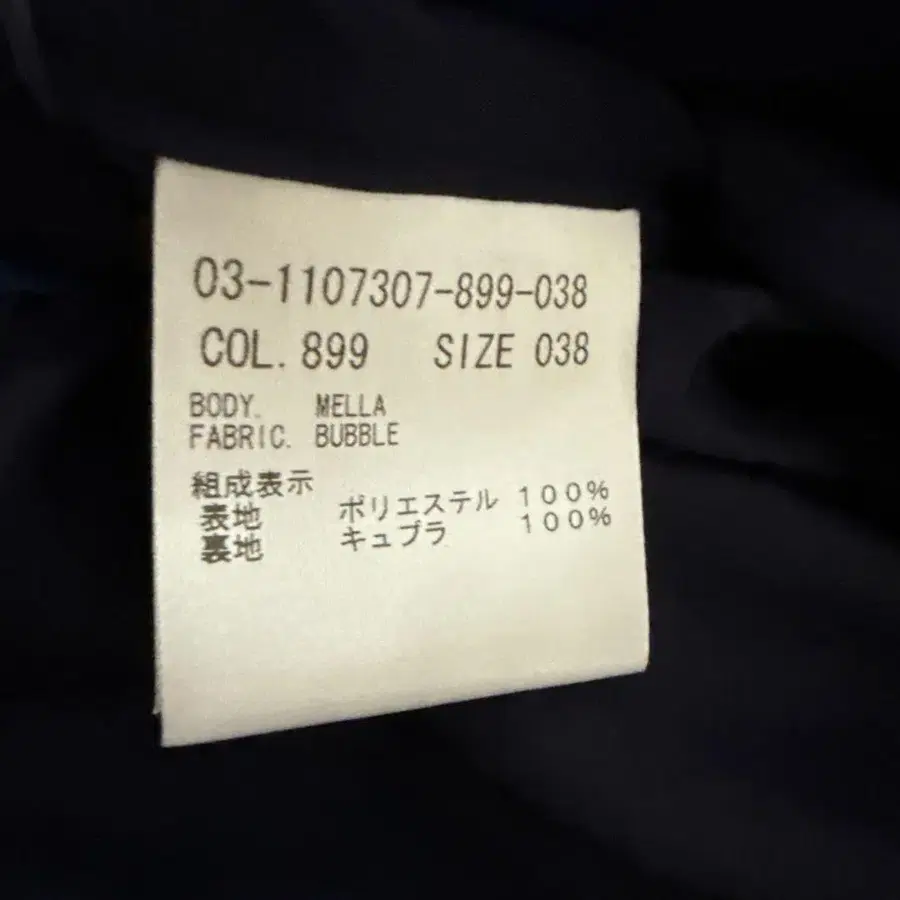 03-1107307-899-038
COL. 899 SIZE 038
BODY. MELLA
FABRIC. BUBBLE
組成表示
表地 ポリエステル 100%
裏地 キュプラ 100%